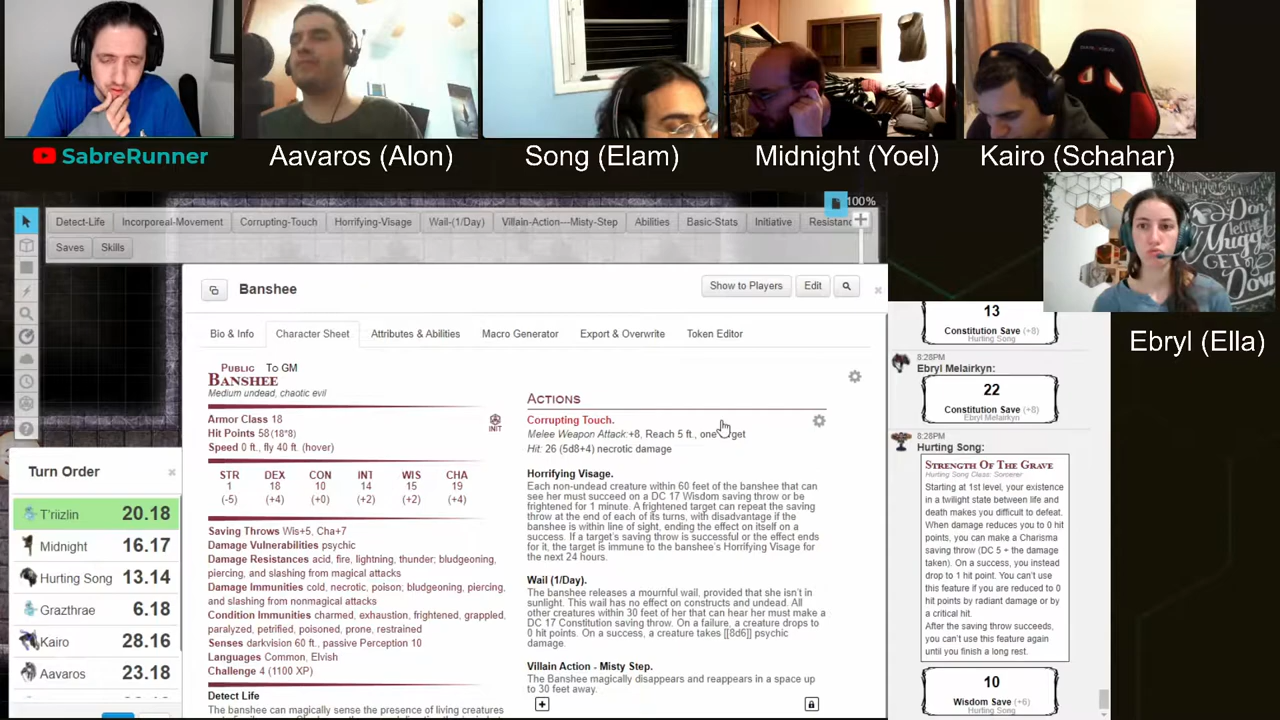 SabreRunner
Aavaros (Alon)
Song (Elam)
Midnight (Yoel)
Kairo (Schahar)
Ebryl (Ella)
100%
Detect-Life
Incorporeal-Movement
Corrupting-Touch
Horrifying-Visage
Wail-(1/Day)
Villain-Action---Misty-Step
Abilities
Basic-Stats
Initiative
Saves
Skills
Banshee
Show to Players
Edit
Bio & Info
Character Sheet
Attributes & Abilities
Macro Generator
Export & Overwrite
Token Editor
PUBLIC To GM
BANSHEE
Medium undead, chaotic evil
Armor Class 18
Hit Points 58(18*8)
Speed 0 ft., fly 40 ft. (hover)
INIT
STR DEX CON INT WIS CHA
1 18 10 14 15 19
(-5) (+4) (+0) (+2) (+2) (+4)
Saving Throws Wis+5, Cha+7
Damage Vulnerabilities psychic
Damage Resistances acid, fire, lightning, thunder; bludgeoning,
piercing, and slashing from magical attacks
Damage Immunities cold, necrotic, poison; bludgeoning, piercing,
and slashing from nonmagical attacks
Condition Immunities charmed, exhaustion, frightened, grappled,
paralyzed, petrified, poisoned, prone, restrained
Senses darkvision 60 ft., passive Perception 10
Languages Common, Elvish
Challenge 4 (1100 XP)
Detect Life
The banshee can magically sense the presence of living creatures
ACTIONS
Corrupting Touch.
Melee Weapon Attack:+8, Reach 5 ft., one target
Hit: 26 (5d8+4) necrotic damage
Horrifying Visage.
Each non-undead creature within 60 feet of the banshee that can
see her must succeed on a DC 17 Wisdom saving throw or be
frightened for 1 minute. A frightened target can repeat the saving
throw at the end of each of its turns, with disadvantage if the
banshee is within line of sight, ending the effect on itself on a
success. If a target's saving throw is successful or the effect ends
for it, the target is immune to the banshee's Horrifying Visage for
the next 24 hours.
Wail (1/Day).
The banshee releases a mournful wail, provided that she isn't in
sunlight. This wail has no effect on constructs and undead. All
other creatures within 30 feet of her that can hear her must make a
DC 17 Constitution saving throw. On a failure, a creature drops to
0 hit points. On a success, a creature takes [[8d6]] psychic
damage.
Villain Action - Misty Step.
The Banshee magically disappears and reappears in a space up
to 30 feet away.
Turn Order
T'riizlin 20.18
Midnight 16.17
Hurting Song 13.14
Grazthrae 6.18
Kairo 28.16
Aavaros 23.18
13
Constitution Save (+8)
Hurting Song
8:28PM
Ebryl Melairkyn:
22
Constitution Save (+8)
Ebryl Melairkyn
8:28PM
Hurting Song:
STRENGTH OF THE GRAVE
Hurting Song Class: Sorcerer
Starting at 1st level, your existence
in a twilight state between life and
death makes you difficult to defeat.
When damage reduces you to 0 hit
points, you can make a Charisma
saving throw (DC 5 + the damage
taken). On a success, you instead
drop to 1 hit point. You can't use
this feature if you are reduced to 0
hit points by radiant damage or by
a critical hit.
After the saving throw succeeds,
you can't use this feature again
until you finish a long rest.
10
Wisdom Save (+6)
Hurting Song